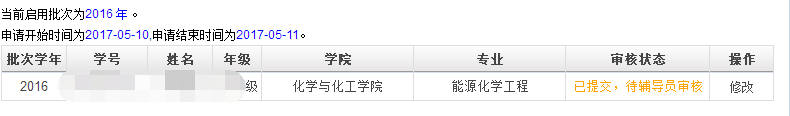 当前启用批次为2016 年 。
申请开始时间为2017-05-10,申请结束时间为2017-05-11。
批次学年 学号 姓名 年级 学院 专业 审核状态 操作
2016 级 化学与化工学院 能源化学工程 已提交，待辅导员审核 修改